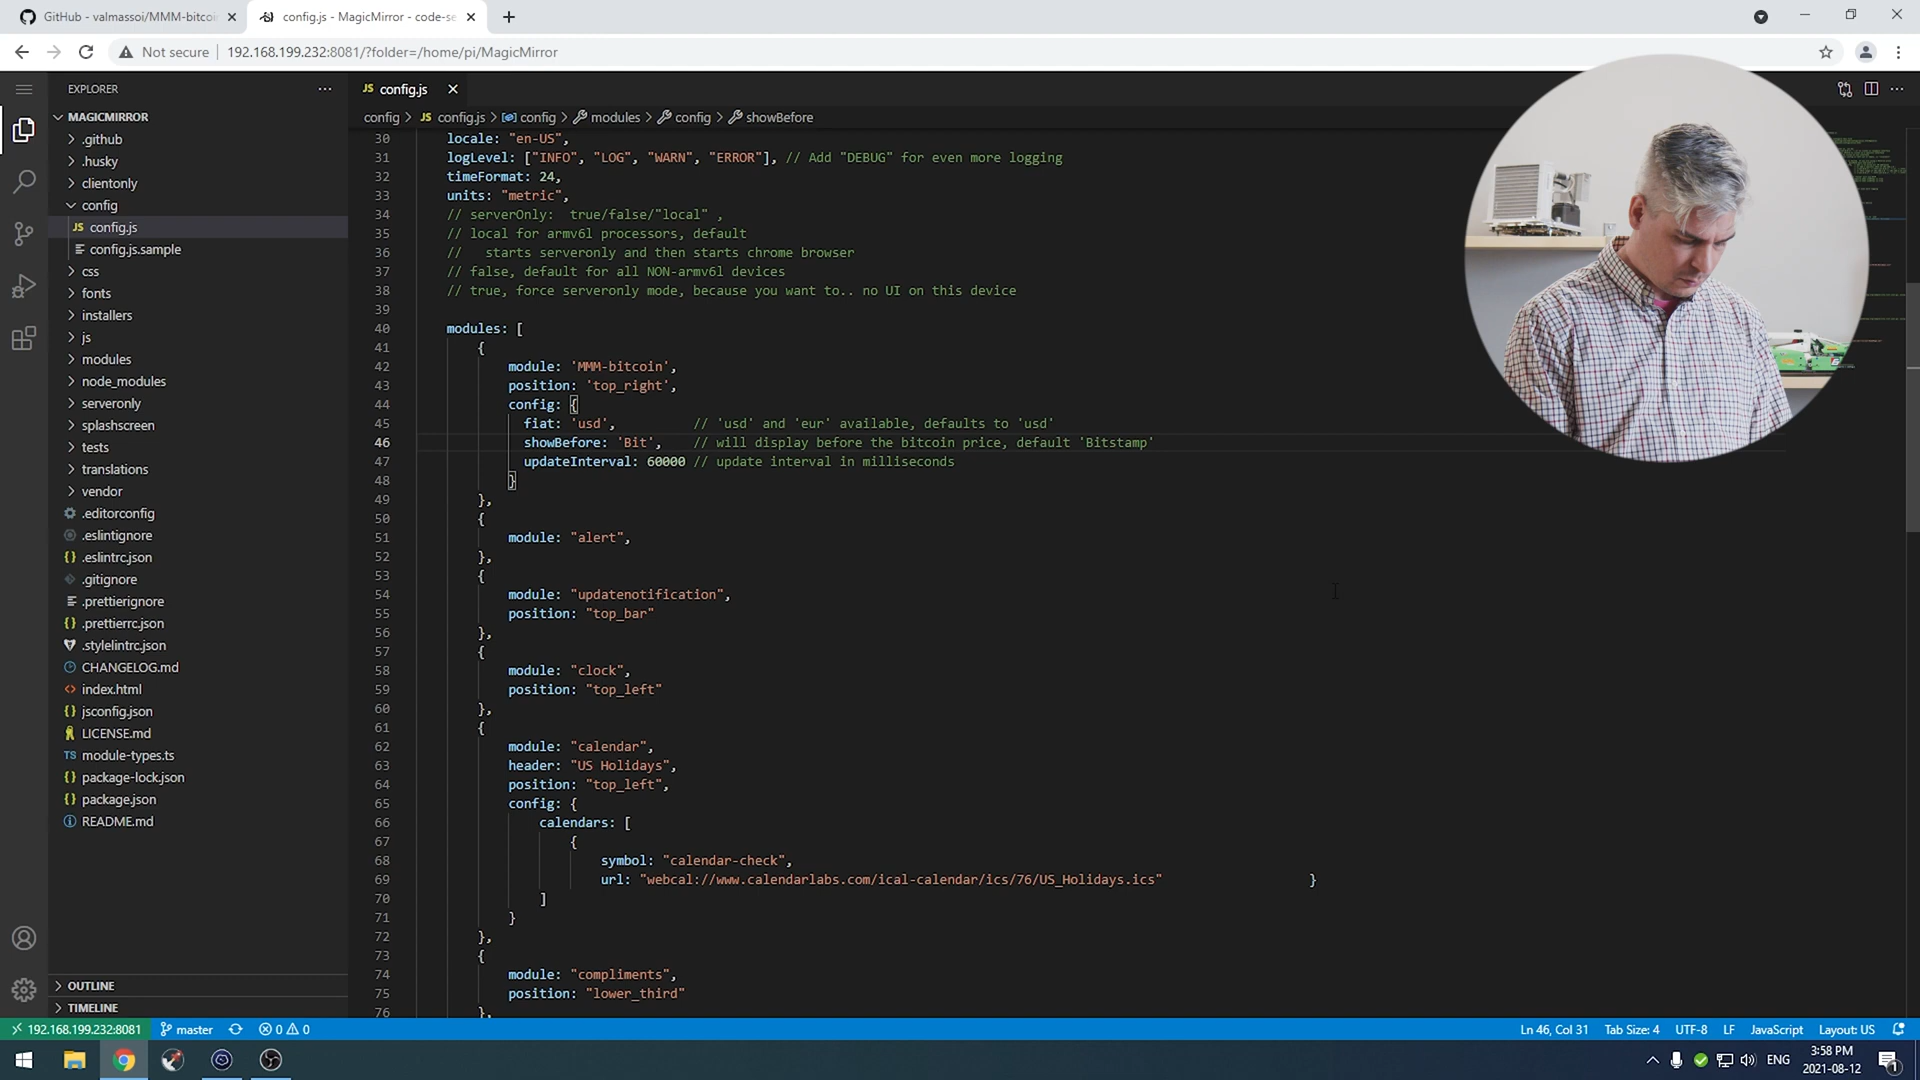 GitHub - valmassoi/MMM-bitcoi
config.js - MagicMirror - code-se
Not secure
192.168.199.232:8081/?folder=/home/pi/MagicMirror
EXPLORER
MAGICMIRROR
.github
.husky
clientonly
config
JS config.js
config.js.sample
css
fonts
installers
js
modules
node_modules
serveronly
splashscreen
tests
translations
vendor
.editorconfig
.eslintignore
{} .eslintrc.json
.gitignore
.prettierignore
{} .prettierrc.json
.stylelintrc.json
CHANGELOG.md
<> index.html
{} jsconfig.json
LICENSE.md
TS module-types.ts
{} package-lock.json
{} package.json
README.md
OUTLINE
TIMELINE
JS config.js
config > JS config.js > config > modules > config > showBefore
30 locale: "en-US",
31 logLevel: ["INFO", "LOG", "WARN", "ERROR"], // Add "DEBUG" for even more logging
32 timeFormat: 24,
33 units: "metric",
34 // serverOnly:  true/false/"local" ,
35 // local for armv6l processors, default
36 //   starts serveronly and then starts chrome browser
37 // false, default for all NON-armv6l devices
38 // true, force serveronly mode, because you want to.. no UI on this device
39
40 modules: [
41 {
42 module: 'MMM-bitcoin',
43 position: 'top_right',
44 config: {
45 fiat: 'usd',          // 'usd' and 'eur' available, defaults to 'usd'
46 showBefore: 'Bit',    // will display before the bitcoin price, default 'Bitstamp'
47 updateInterval: 60000 // update interval in milliseconds
48 }
49 },
50 {
51 module: "alert",
52 },
53 {
54 module: "updatenotification",
55 position: "top_bar"
56 },
57 {
58 module: "clock",
59 position: "top_left"
60 },
61 {
62 module: "calendar",
63 header: "US Holidays",
64 position: "top_left",
65 config: {
66 calendars: [
67 {
68 symbol: "calendar-check",
69 url: "webcal://www.calendarlabs.com/ical-calendar/ics/76/US_Holidays.ics" }
70 ]
71 }
72 },
73 {
74 module: "compliments",
75 position: "lower_third"
76 },
192.168.199.232:8081
master
0 0
Ln 46, Col 31
Tab Size: 4
UTF-8
LF
JavaScript
Layout: US
ENG
3:58 PM
2021-08-12
1